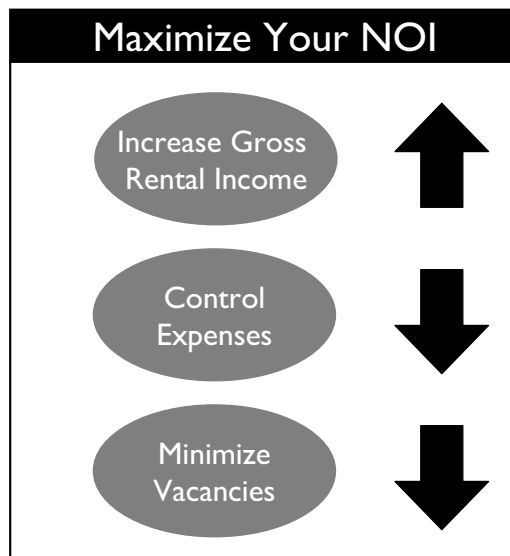 Maximize Your NOI
Increase Gross
Rental Income
Control
Expenses
Minimize
Vacancies